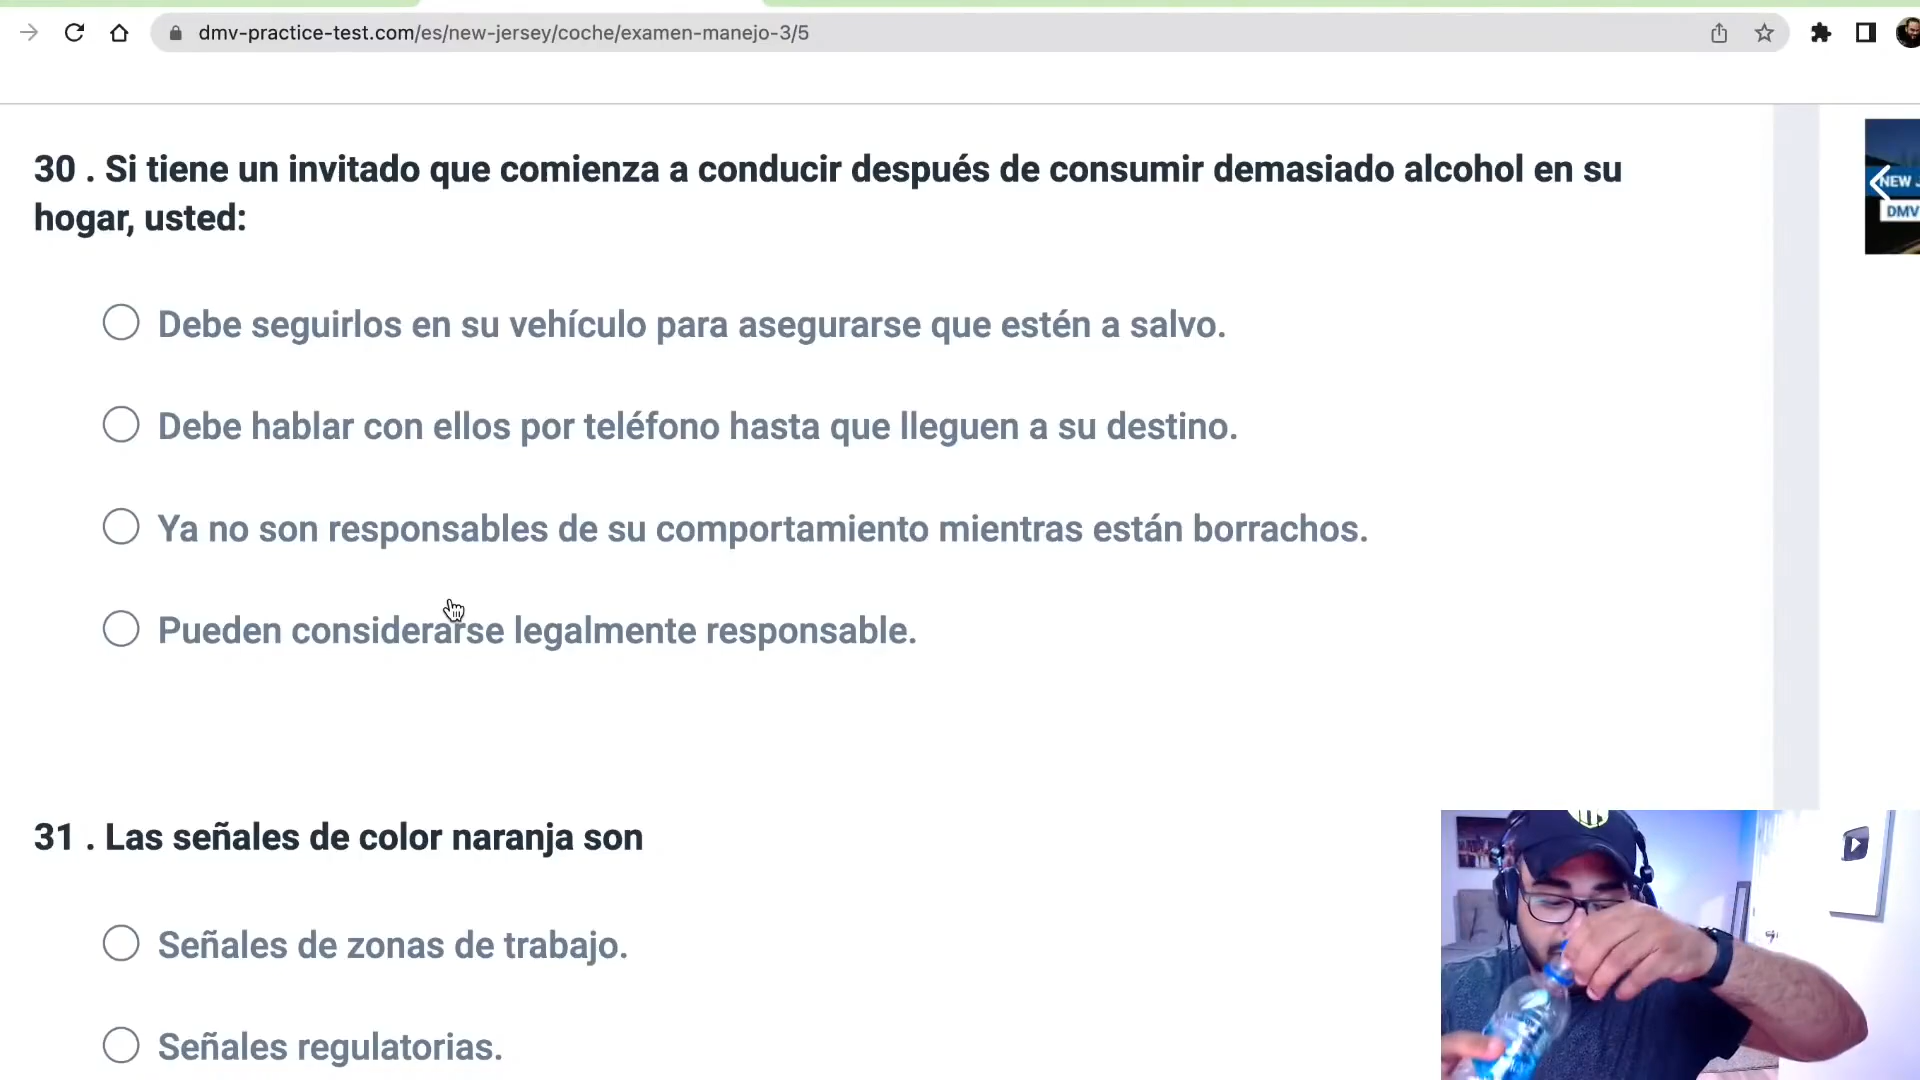 dmv-practice-test.com/es/new-jersey/coche/examen-manejo-3/5
30 . Si tiene un invitado que comienza a conducir después de consumir demasiado alcohol en su
hogar, usted:
NEW
DMV
Debe seguirlos en su vehículo para asegurarse que estén a salvo.
Debe hablar con ellos por teléfono hasta que lleguen a su destino.
Ya no son responsables de su comportamiento mientras están borrachos.
Pueden considerarse legalmente responsable.
31 . Las señales de color naranja son
Señales de zonas de trabajo.
Señales regulatorias.